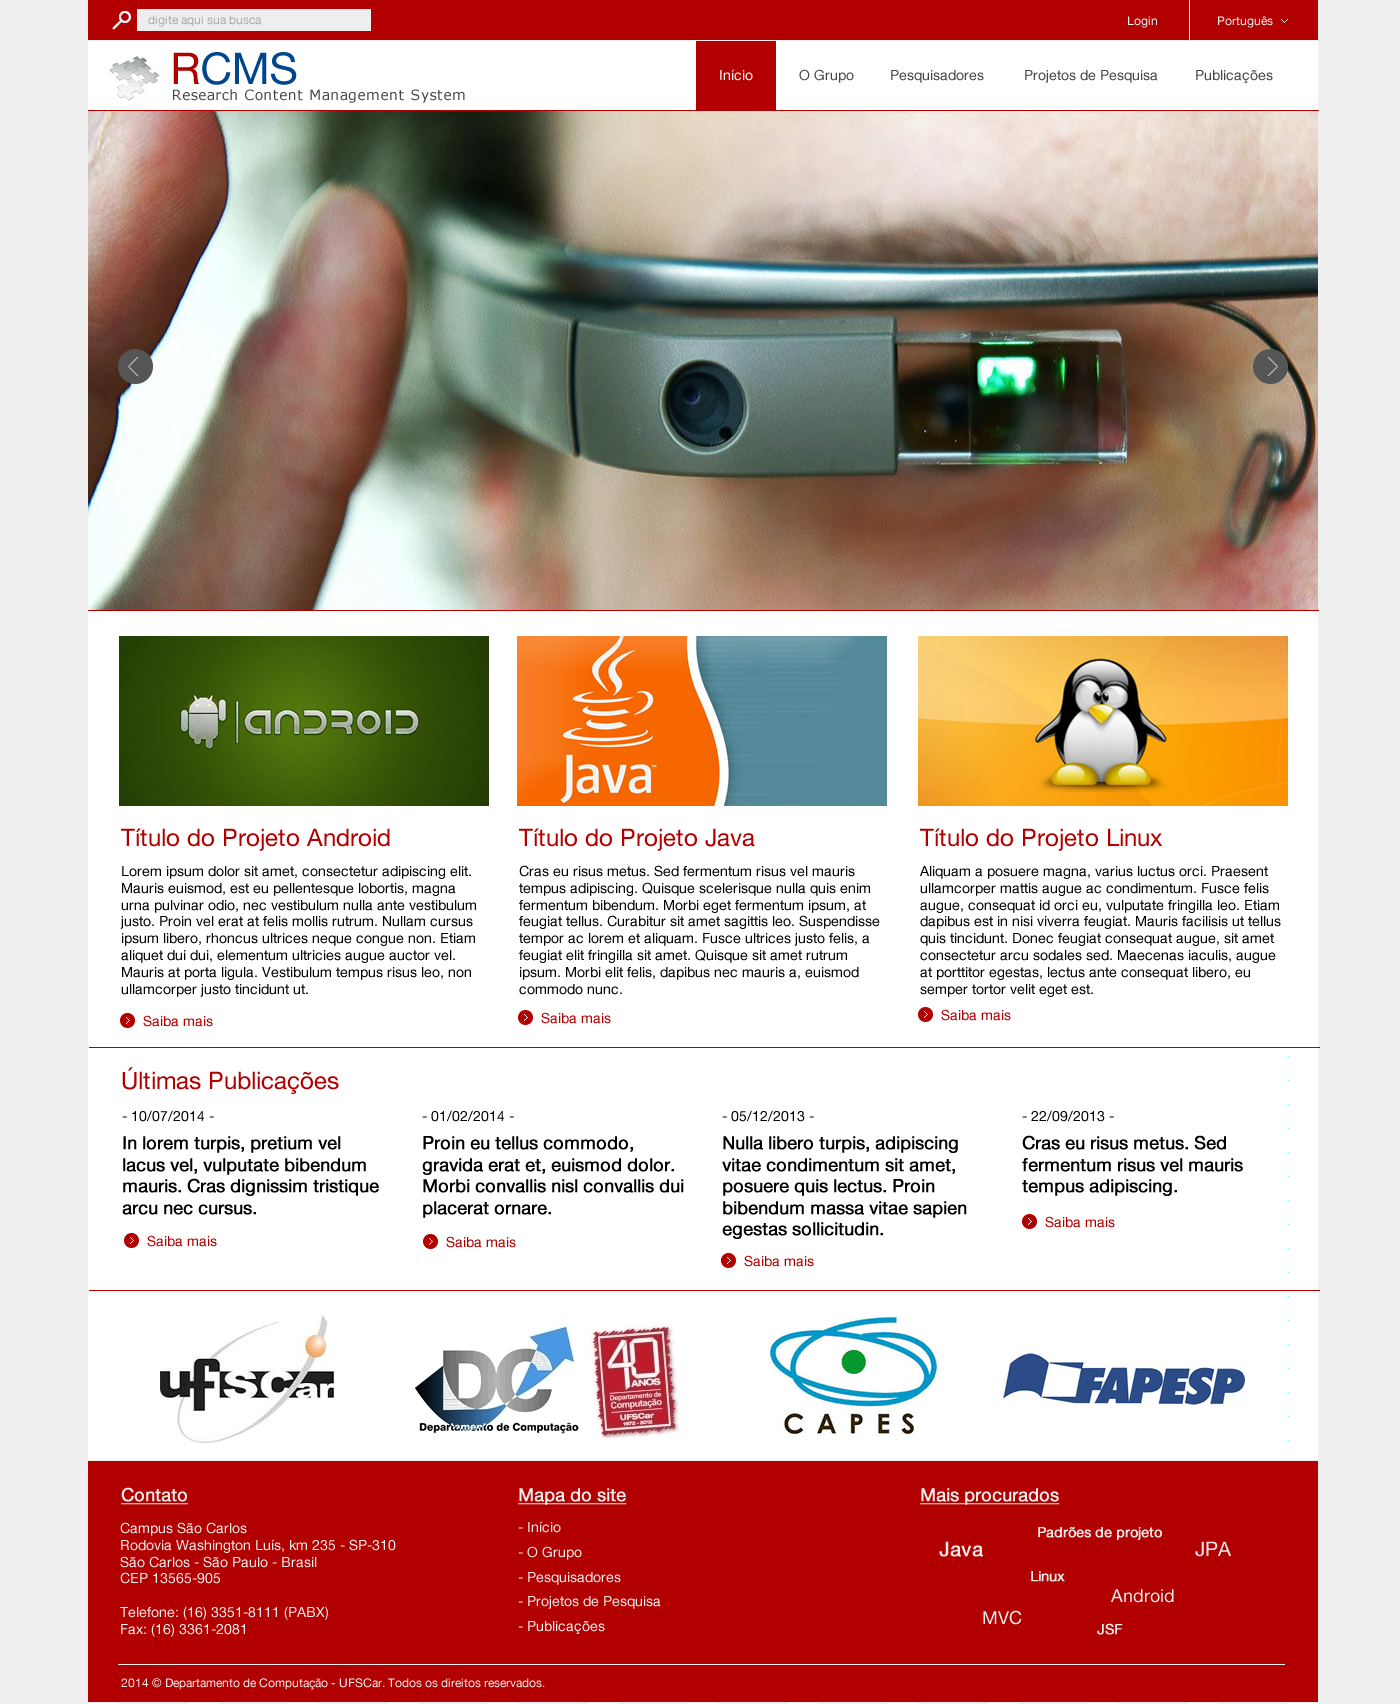 digite aqui sua busca
Login
Português
RCMS
Research Content Management System
Início
O Grupo
Pesquisadores
Projetos de Pesquisa
Publicações
ANDROID
Java™
Título do Projeto Android
Lorem ipsum dolor sit amet, consectetur adipiscing elit.
Mauris euismod, est eu pellentesque lobortis, magna
urna pulvinar odio, nec vestibulum nulla ante vestibulum
justo. Proin vel erat at felis mollis rutrum. Nullam cursus
ipsum libero, rhoncus ultrices neque congue non. Etiam
aliquet dui dui, elementum ultricies augue auctor vel.
Mauris at porta ligula. Vestibulum tempus risus leo, non
ullamcorper justo tincidunt ut.
Saiba mais
Título do Projeto Java
Cras eu risus metus. Sed fermentum risus vel mauris
tempus adipiscing. Quisque scelerisque nulla quis enim
fermentum bibendum. Morbi eget fermentum ipsum, at
feugiat tellus. Curabitur sit amet sagittis leo. Suspendisse
tempor ac lorem et aliquam. Fusce ultrices justo felis, a
feugiat elit fringilla sit amet. Quisque sit amet rutrum
ipsum. Morbi elit felis, dapibus nec mauris a, euismod
commodo nunc.
Saiba mais
Título do Projeto Linux
Aliquam a posuere magna, varius luctus orci. Praesent
ullamcorper mattis augue ac condimentum. Fusce felis
augue, consequat id orci eu, vulputate fringilla leo. Etiam
dapibus est in nisi viverra feugiat. Mauris facilisis ut tellus
quis tincidunt. Donec feugiat consequat augue, sit amet
consectetur arcu sodales sed. Maecenas iaculis, augue
at porttitor egestas, lectus ante consequat libero, eu
semper tortor velit eget est.
Saiba mais
Últimas Publicações
- 10/07/2014 -
In lorem turpis, pretium vel
lacus vel, vulputate bibendum
mauris. Cras dignissim tristique
arcu nec cursus.
Saiba mais
- 01/02/2014 -
Proin eu tellus commodo,
gravida erat et, euismod dolor.
Morbi convallis nisl convallis dui
placerat ornare.
Saiba mais
- 05/12/2013 -
Nulla libero turpis, adipiscing
vitae condimentum sit amet,
posuere quis lectus. Proin
bibendum massa vitae sapien
egestas sollicitudin.
Saiba mais
- 22/09/2013 -
Cras eu risus metus. Sed
fermentum risus vel mauris
tempus adipiscing.
Saiba mais
ufscar
DC
Departamento de Computação
40
ANOS
Departamento de
Computação
UFSCar
1972 - 2012
CAPES
FAPESP
Contato
Campus São Carlos
Rodovia Washington Luís, km 235 - SP-310
São Carlos - São Paulo - Brasil
CEP 13565-905
Telefone: (16) 3351-8111 (PABX)
Fax: (16) 3361-2081
Mapa do site
- Início
- O Grupo
- Pesquisadores
- Projetos de Pesquisa
- Publicações
Mais procurados
Padrões de projeto
Java
JPA
Linux
Android
MVC
JSF
2014 © Departamento de Computação - UFSCar. Todos os direitos reservados.